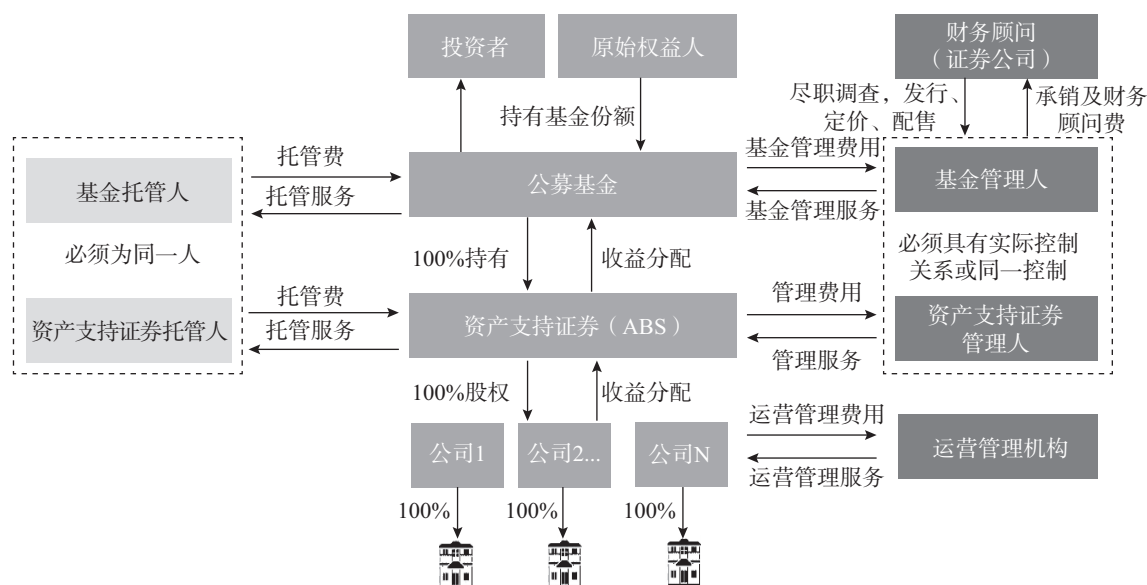 投资者
原始权益人
财务顾问
（证券公司）
尽职调查，发行、
定价、配售
承销及财务
顾问费
持有基金份额
托管费
托管服务
基金托管人
必须为同一人
资产支持证券托管人
公募基金
基金管理费用
基金管理服务
基金管理人
必须具有实际控制
关系或同一控制
资产支持证券
管理人
100%持有
收益分配
托管费
托管服务
资产支持证券（ABS）
管理费用
管理服务
100%股权
收益分配
公司1
公司2...
公司N
运营管理费用
运营管理服务
运营管理机构
100%
100%
100%